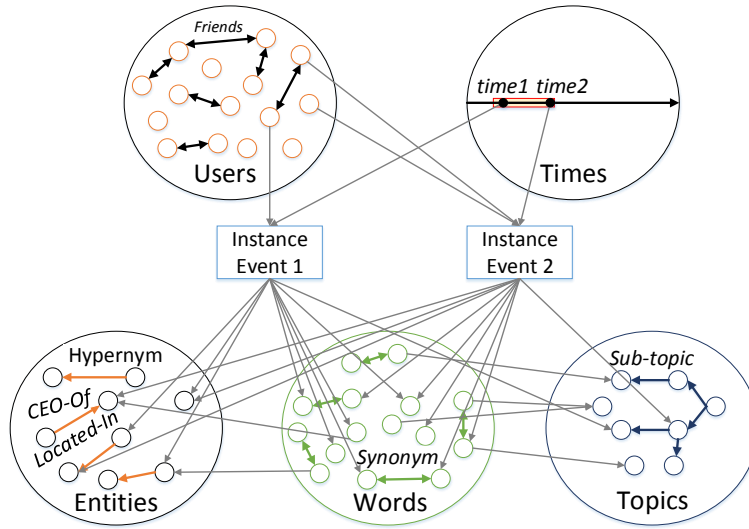 Friends
time1 time2
Users
Times
Instance
Event 1
Instance
Event 2
Hypernym
CEO-Of
Located-In
Entities
Synonym
Words
Sub-topic
Topics